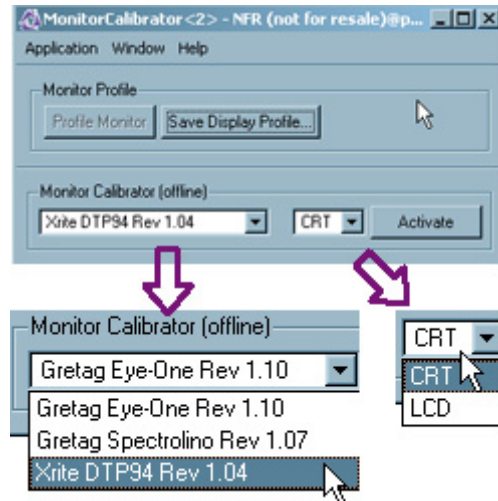 MonitorCalibrator<2> - NFR (not for resale)@p...
Application Window Help
Monitor Profile
Profile Monitor Save Display Profile...
Monitor Calibrator (offline)
Xrite DTP94 Rev 1.04 CRT Activate
Monitor Calibrator (offline)
Gretag Eye-One Rev 1.10
Gretag Eye-One Rev 1.10
Gretag Spectrolino Rev 1.07
Xrite DTP94 Rev 1.04
CRT
CRT
LCD